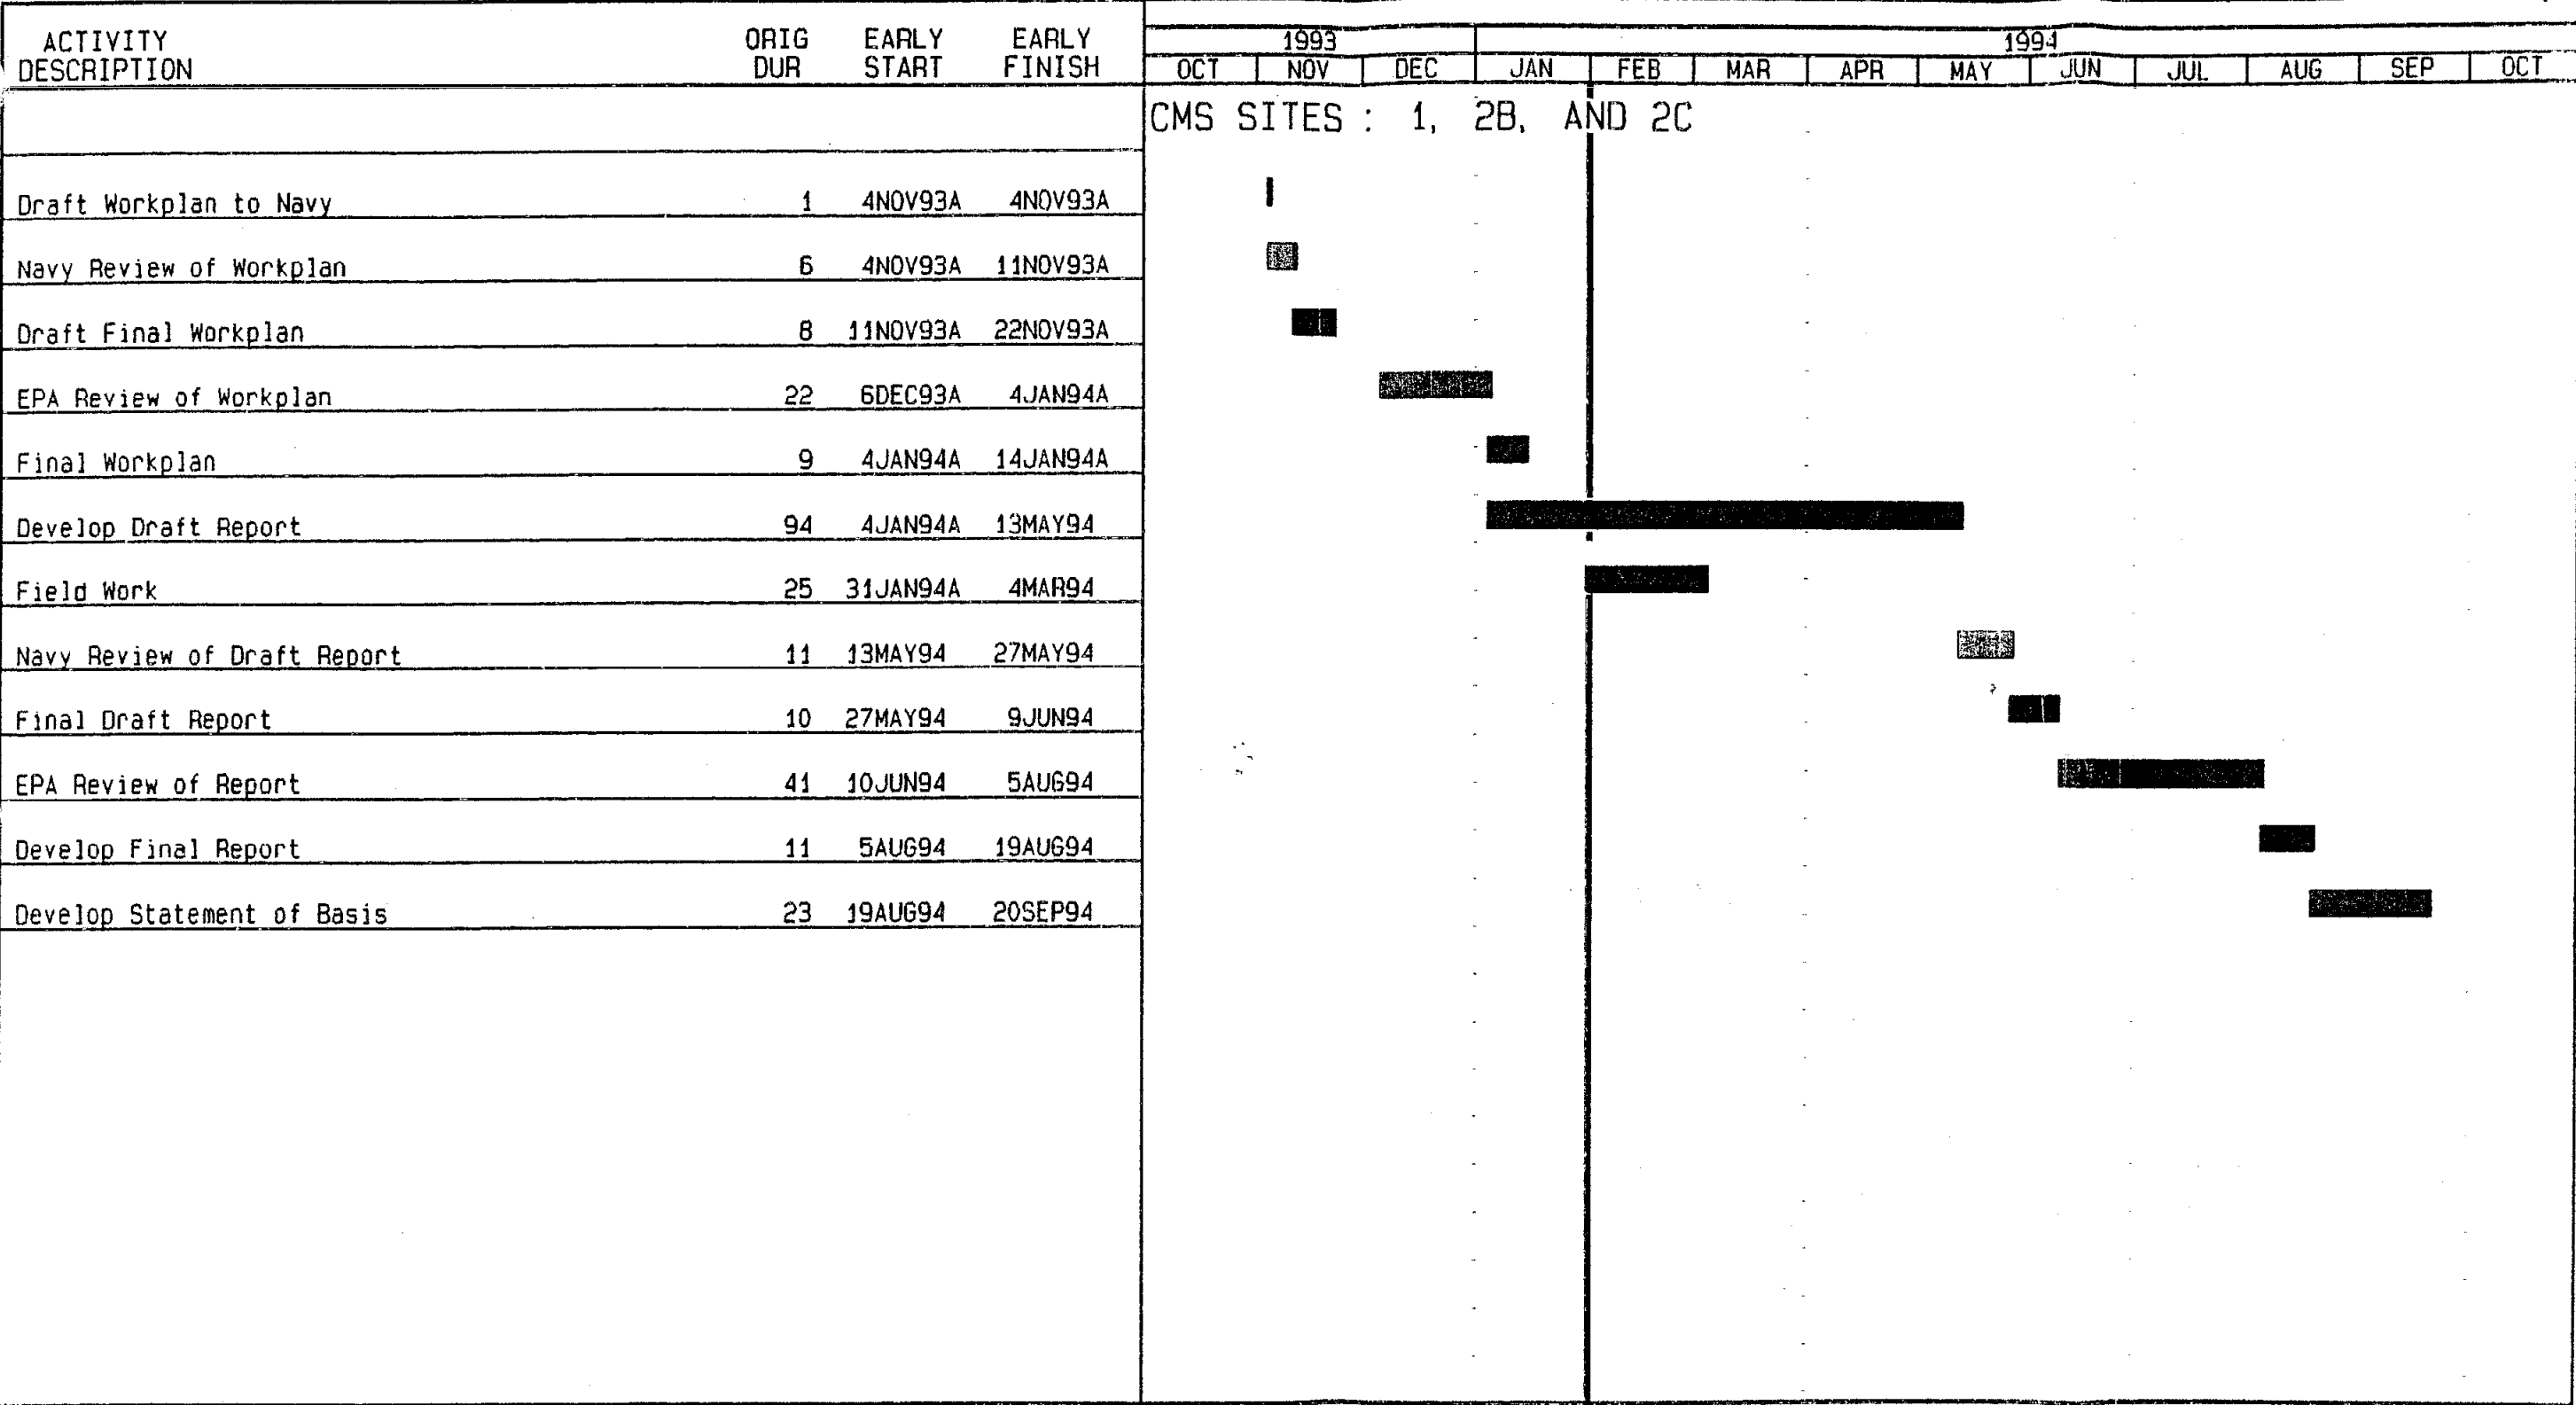 ACTIVITY DESCRIPTION ORIG DUR EARLY START EARLY FINISH
1993 1994
OCT NOV DEC JAN FEB MAR APR MAY JUN JUL AUG SEP OCT
CMS SITES : 1, 2B, AND 2C
Draft Workplan to Navy 1 4NOV93A 4NOV93A
Navy Review of Workplan 6 4NOV93A 11NOV93A
Draft Final Workplan 8 11NOV93A 22NOV93A
EPA Review of Workplan 22 6DEC93A 4JAN94A
Final Workplan 9 4JAN94A 14JAN94A
Develop Draft Report 94 4JAN94A 13MAY94
Field Work 25 31JAN94A 4MAR94
Navy Review of Draft Report 11 13MAY94 27MAY94
Final Draft Report 10 27MAY94 9JUN94
EPA Review of Report 41 10JUN94 5AUG94
Develop Final Report 11 5AUG94 19AUG94
Develop Statement of Basis 23 19AUG94 20SEP94